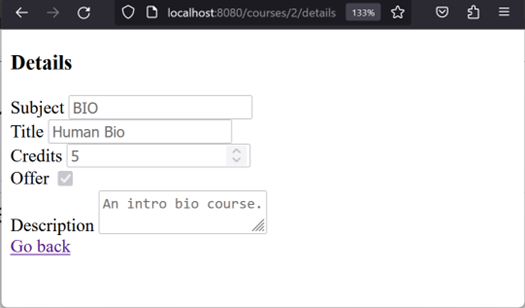 localhost:8080/courses/2/details 133%
Details
Subject BIO
Title Human Bio
Credits 5
Offer
Description An intro bio course.
Go back